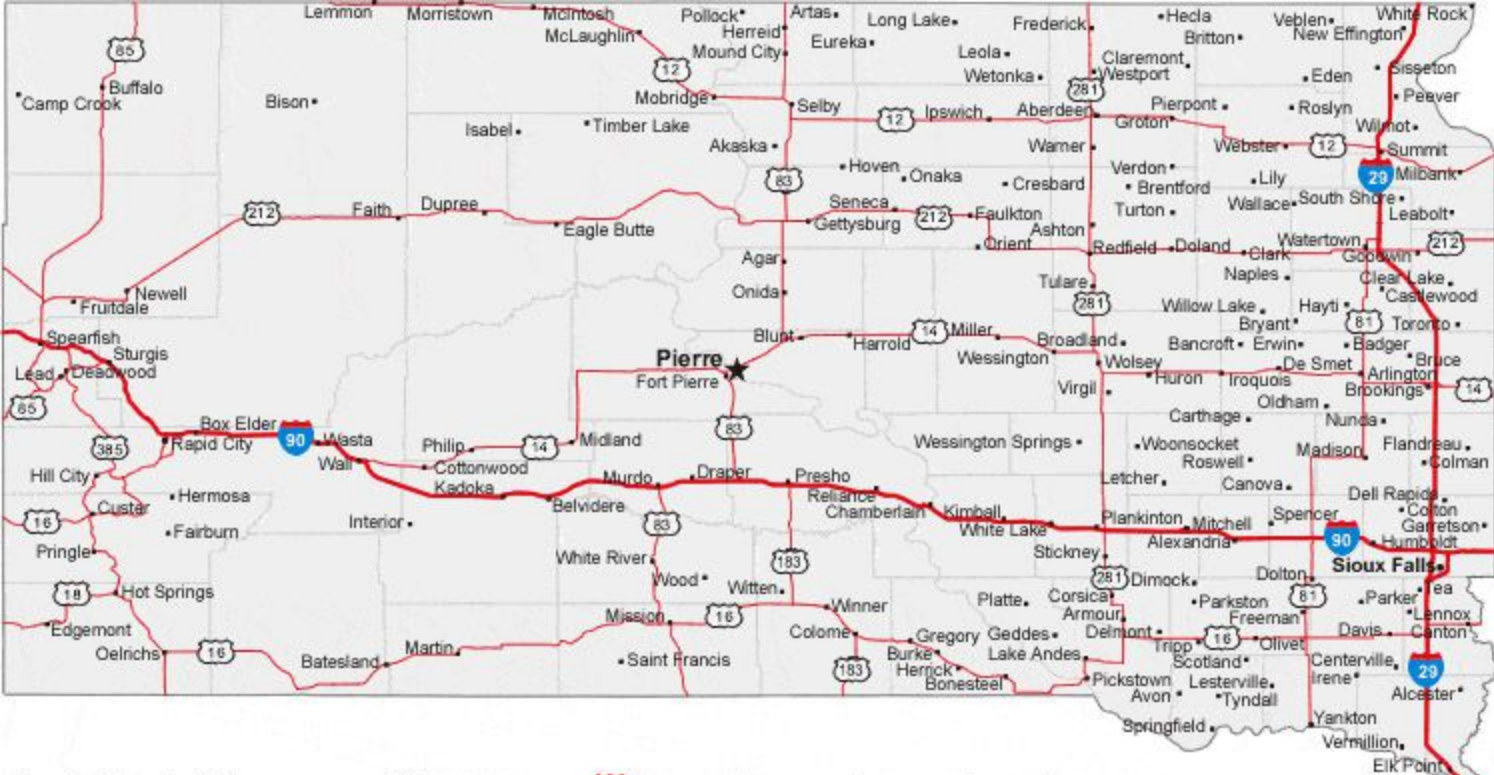 Lemmon
Morristown
McIntosh
Pollock
Artas
Long Lake
Frederick
Hecla
Veblen
White Rock
McLaughlin
Herreid
Eureka
Britton
New Effington
85
Mound City
Leola
Claremont
12
Wetonka
Westport
Eden
Sisseton
Buffalo
Camp Crook
Bison
Mobridge
Selby
281
Pierpont
Roslyn
Peever
12
Ipswich
Aberdeen
Groton
Wilmot
Isabel
Timber Lake
Akaska
Warner
Webster
12
Summit
Hoven
Onaka
Verdon
29
Milbank
83
Cresbard
Brentford
Lily
South Shore
212
Faith
Dupree
Seneca
212
Faulkton
Turton
Wallace
Leabolt
Eagle Butte
Gettysburg
Ashton
Orient
Redfield
Doland
Clark
Watertown
212
Goodwin
Agar
Naples
Clear Lake
Newell
Onida
Tulare
Castlewood
Fruitdale
281
Willow Lake
Hayti
Bryant
81
Toronto
Spearfish
Blunt
Harrold
14
Miller
Broadland
Bancroft
Erwin
Badger
Sturgis
Pierre
Wessington
Wolsey
De Smet
Bruce
Lead
Deadwood
Fort Pierre
Huron
Iroquois
Arlington
Virgil
Brookings
14
85
Oldham
Box Elder
83
Carthage
Nunda
385
Rapid City
90
Wasta
Philip
14
Midland
Wessington Springs
Woonsocket
Madison
Flandreau
Wall
Cottonwood
Roswell
Colman
Hill City
Kadoka
Murdo
Draper
Presho
Letcher
Canova
Hermosa
Belvidere
Reliance
Dell Rapids
Custer
Chamberlain
Kimball
Colton
16
Interior
83
White Lake
Plankinton
Mitchell
Spencer
Garretson
Fairburn
Alexandria
90
Humboldt
Pringle
White River
183
Stickney
Sioux Falls
Wood
281
Dimock
Dolton
Tea
18
Hot Springs
Witten
Platte
Corsica
Parkston
81
Parker
Edgemont
Mission
16
Winner
Armour
Freeman
Lennox
Oelrichs
16
Martin
Colome
Gregory
Geddes
Delmont
16
Davis
Canton
Batesland
Saint Francis
Burke
Lake Andes
Tripp
Olivet
183
Herrick
Scotland
Centerville
29
Bonesteel
Pickstown
Lesterville
Irene
Avon
Tyndall
Alcester
Springfield
Yankton
Vermillion
Elk Point